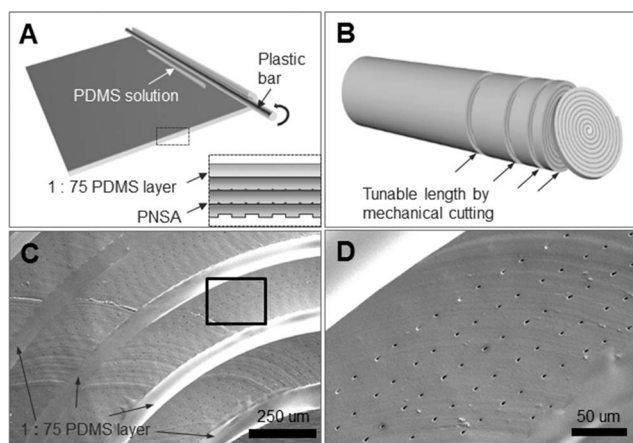 A
Plastic
bar
PDMS solution
1 : 75 PDMS layer
PNSA
B
Tunable length by
mechanical cutting
C
1 : 75 PDMS layer
250 um
D
50 um